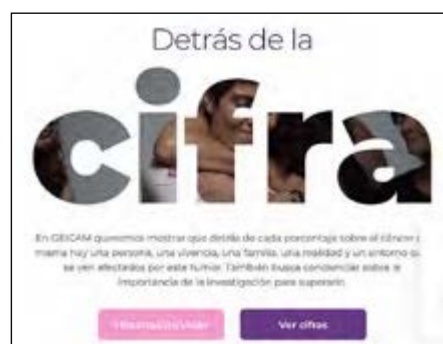 Detrás de la
cifra
En GEICAM queremos mostrar que detrás de cada porcentaje sobre el cáncer
mama hay una persona, una vivencia, una familia, una realidad y un entorno
se ven afectados por este tumor. También busca concienciar sobre la
importancia de la investigación para superarlo.
Ver cifras